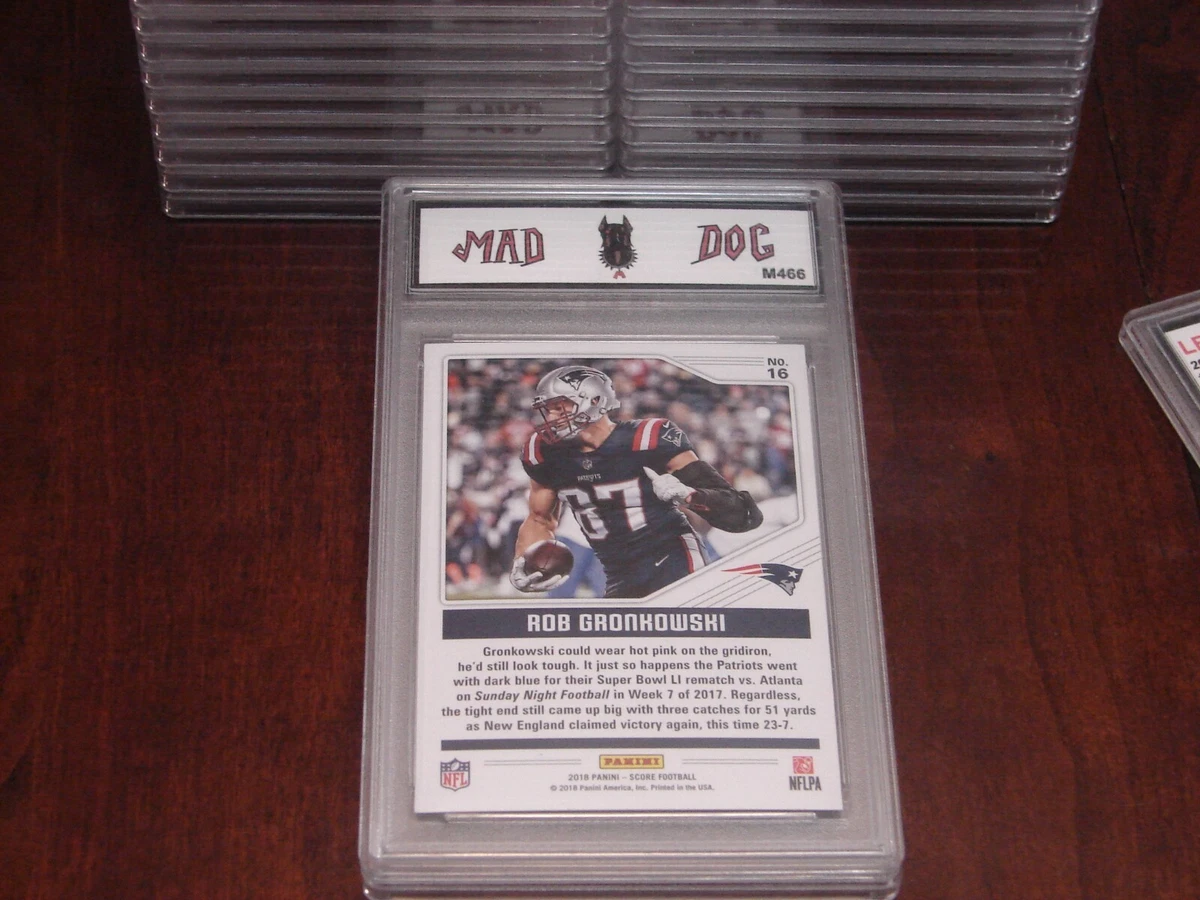 MAD DOG
M466
No.
16
PATRIOTS
87
ROB GRONKOWSKI
Gronkowski could wear hot pink on the gridiron,
he'd still look tough. It just so happens the Patriots went
with dark blue for their Super Bowl LI rematch vs. Atlanta
on Sunday Night Football in Week 7 of 2017. Regardless,
the tight end still came up big with three catches for 51 yards
as New England claimed victory again, this time 23-7.
NFL
PANINI
2018 PANINI – SCORE FOOTBALL
© 2018 Panini America, Inc. Printed in the USA.
NFLPA